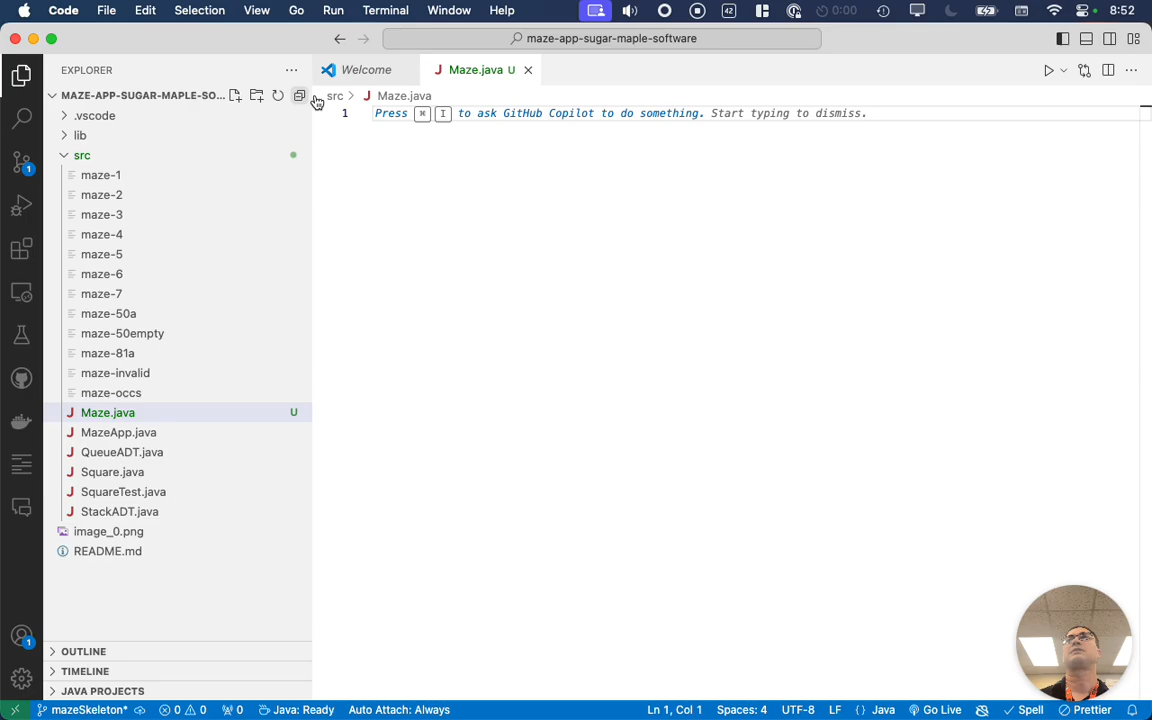 Code File Edit Selection View Go Run Terminal Window Help 42 0:00 8:52
maze-app-sugar-maple-software
EXPLORER
Welcome
J Maze.java U
MAZE-APP-SUGAR-MAPLE-SO...
src > J Maze.java
1 Press ⌘ I to ask GitHub Copilot to do something. Start typing to dismiss.
.vscode
lib
src
maze-1
maze-2
maze-3
maze-4
maze-5
maze-6
maze-7
maze-50a
maze-50empty
maze-81a
maze-invalid
maze-occs
J Maze.java U
J MazeApp.java
J QueueADT.java
J Square.java
J SquareTest.java
J StackADT.java
image_0.png
README.md
1
1
OUTLINE
TIMELINE
JAVA PROJECTS
mazeSkeleton* 0 0 0 Java: Ready Auto Attach: Always Ln 1, Col 1 Spaces: 4 UTF-8 LF {} Java Go Live Spell Prettier